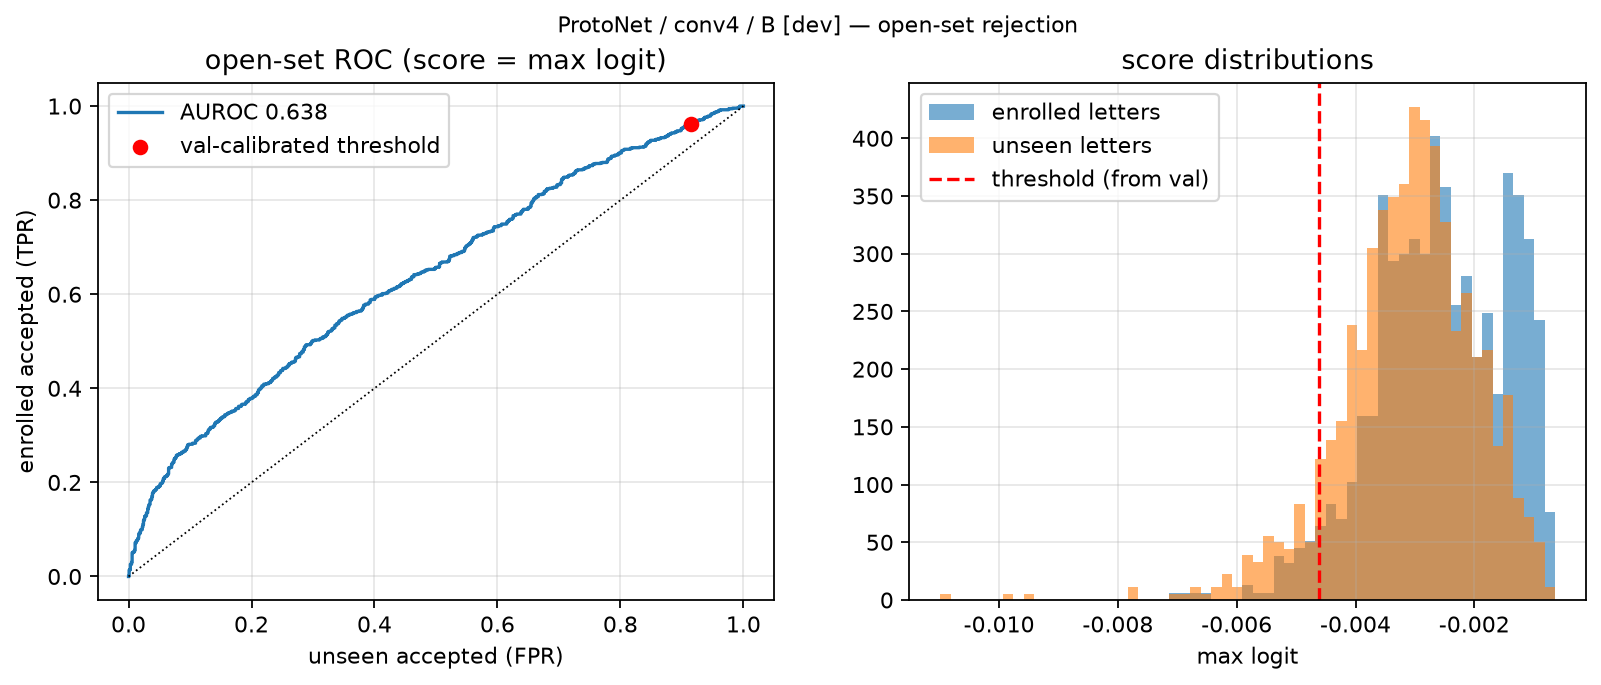 ProtoNet / conv4 / B [dev] — open-set rejection
open-set ROC (score = max logit)
AUROC 0.638
val-calibrated threshold
1.0
0.8
0.6
0.4
0.2
0.0
enrolled accepted (TPR)
0.0 0.2 0.4 0.6 0.8 1.0
unseen accepted (FPR)
score distributions
enrolled letters
unseen letters
threshold (from val)
400
350
300
250
200
150
100
50
0
-0.010 -0.008 -0.006 -0.004 -0.002
max logit